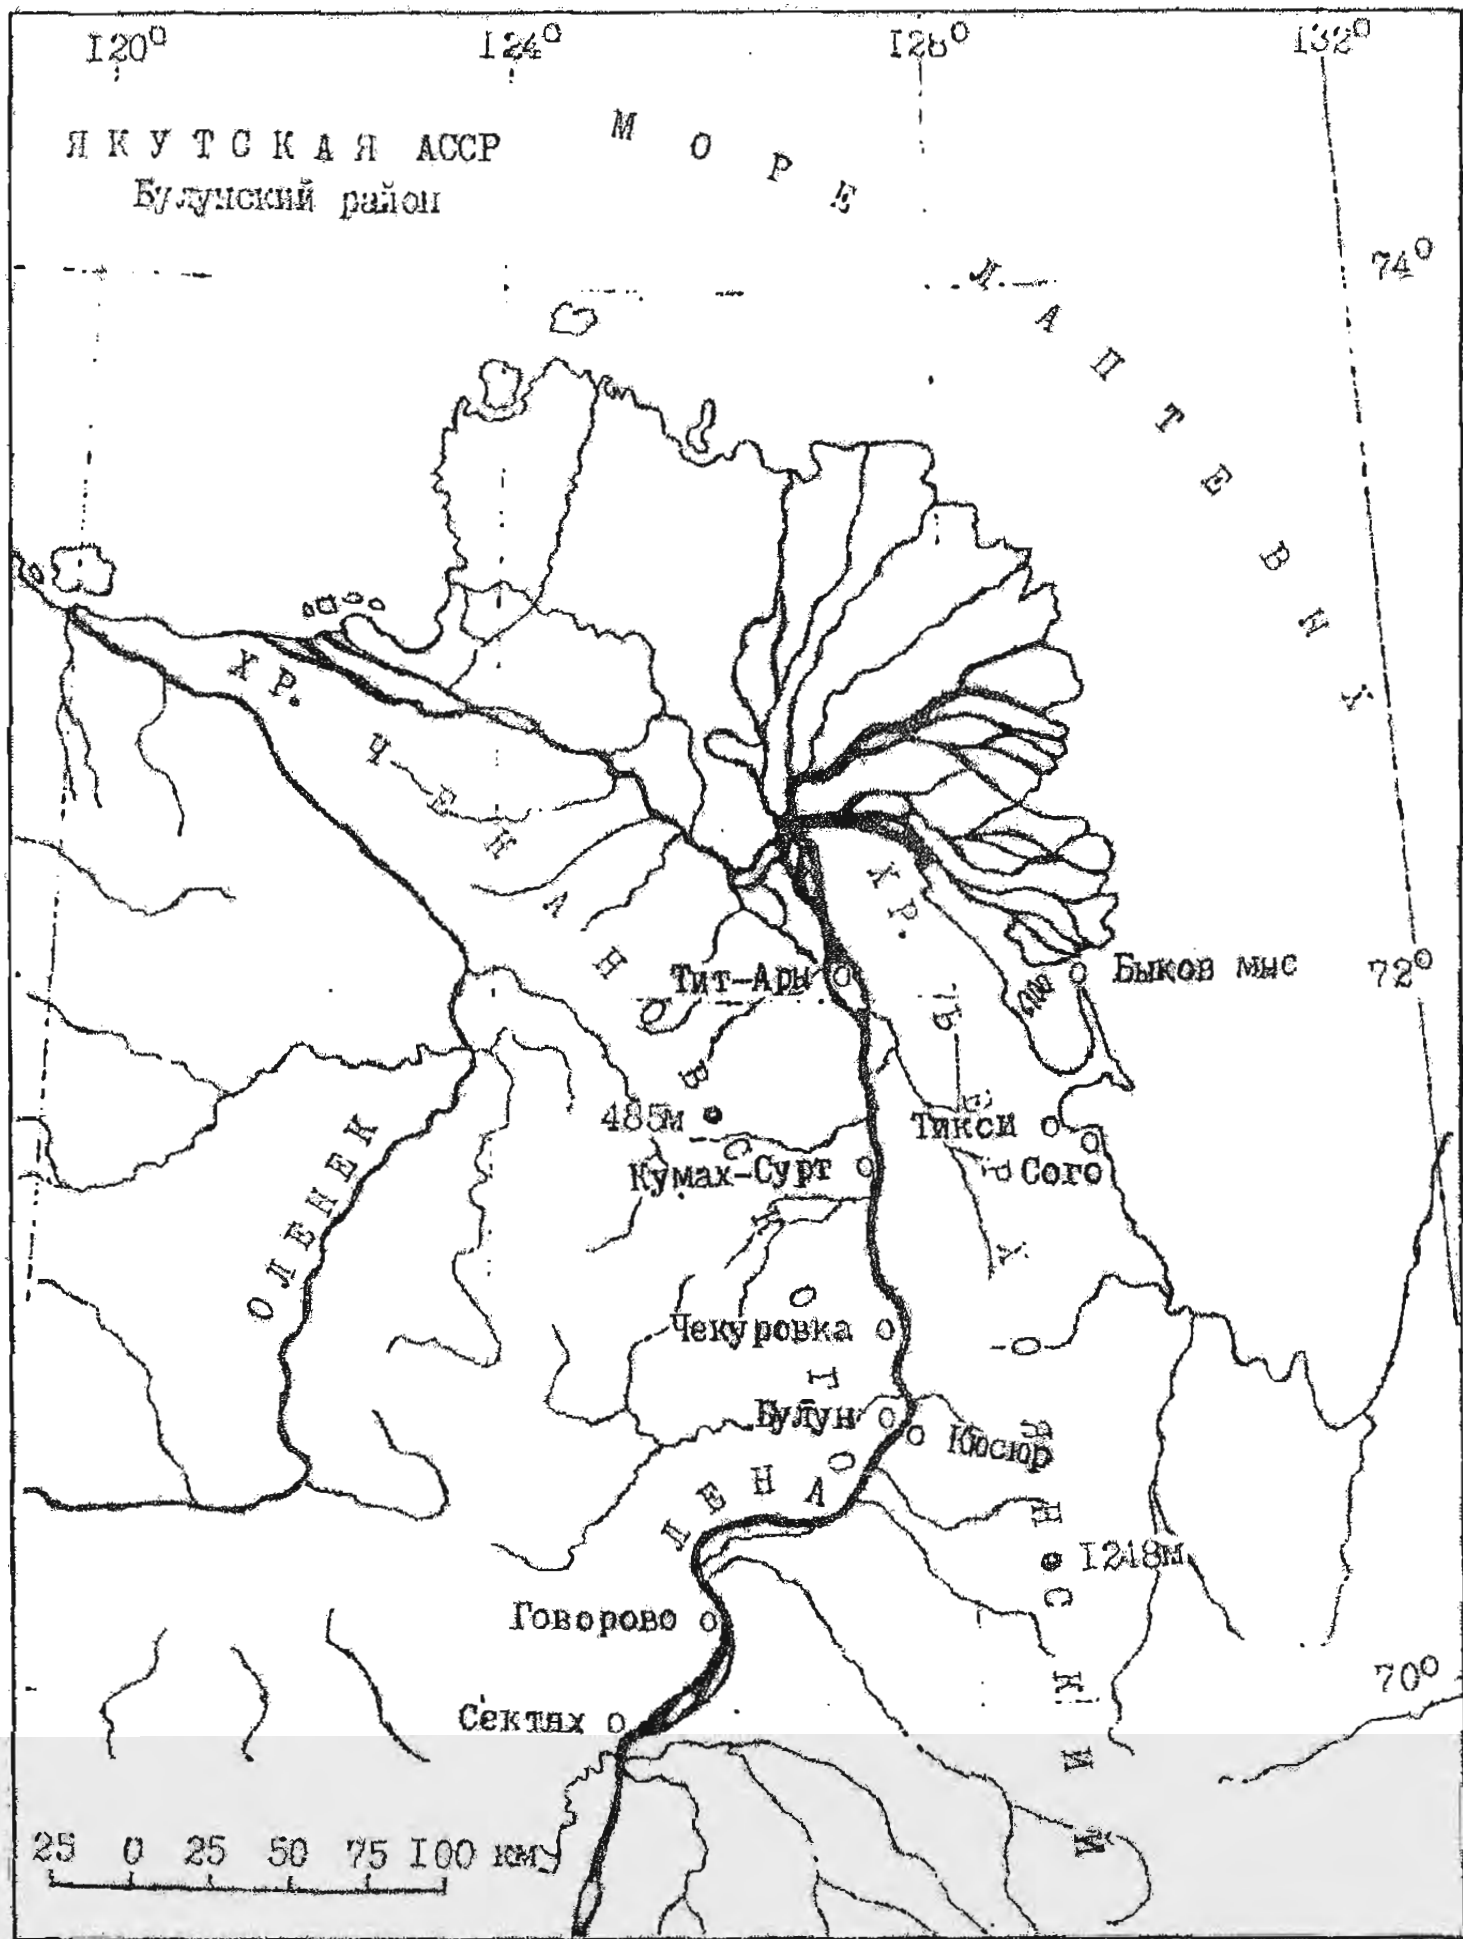 120° 124° 128° 132°
ЯКУТСКАЯ АССР
Булунский район
МОРЕ ЛАПТЕВЫХ
74°
ХР. ЧЕКАНОВСКОГО
ХР.
Тит-Ары
Быков мыс
72°
485м
Тикси
Кумах-Сурт
Сого
ОЛЕНЕК
Чекуровка
Булун
Кюсюр
ЛЕНА
1218м
Говорово
70°
Сектях
25 0 25 50 75 100 км